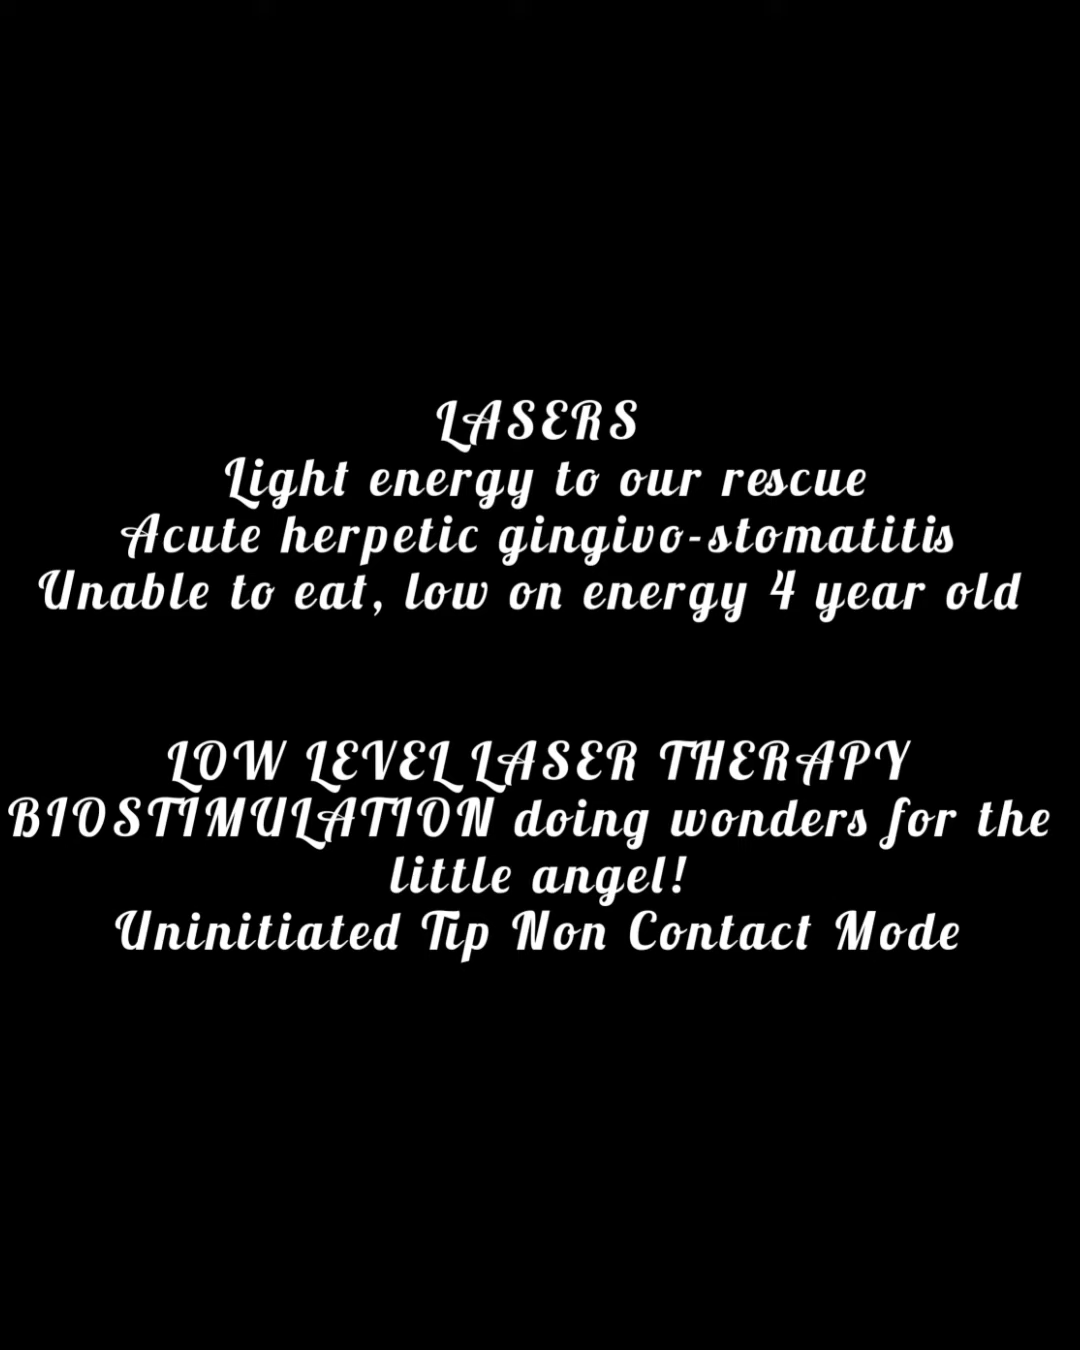 LASERS
Light energy to our rescue
Acute herpetic gingivo-stomatitis
Unable to eat, low on energy 4 year old
LOW LEVEL LASER THERAPY
BIOSTIMULATION doing wonders for the
little angel!
Uninitiated Tip Non Contact Mode